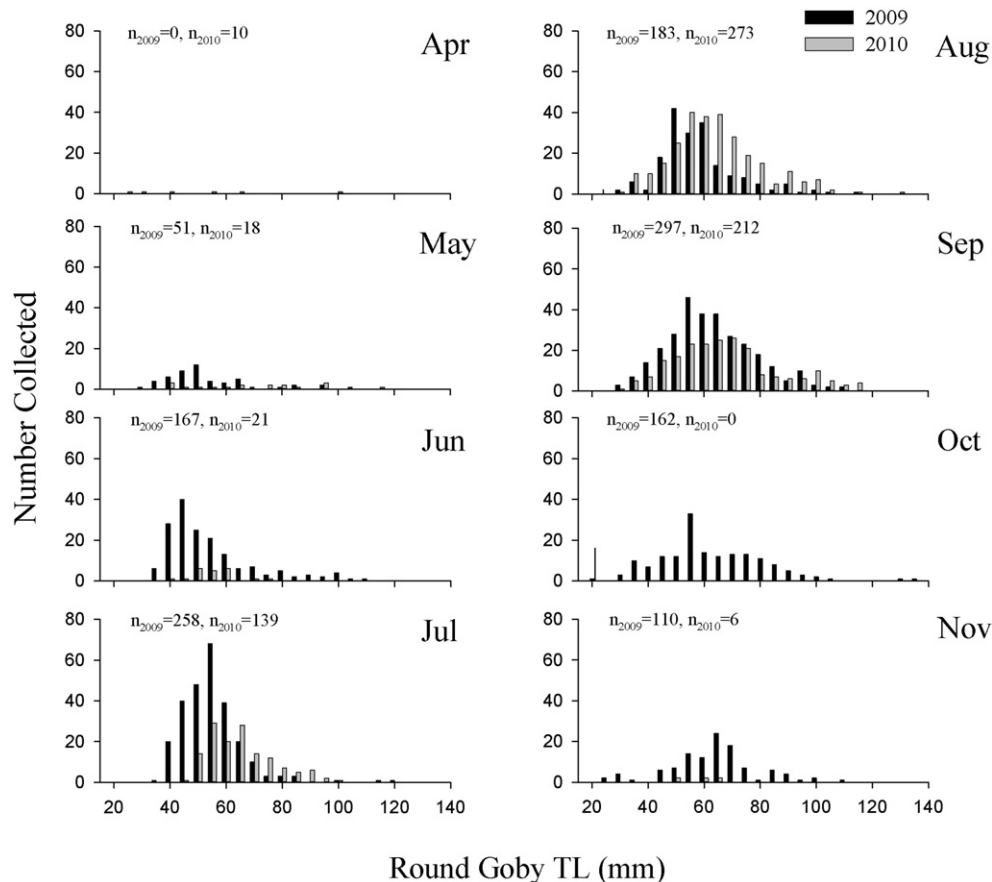 2009
2010
Number Collected
Round Goby TL (mm)
n2009=0, n2010=10
Apr
80
60
40
20
0
n2009=51, n2010=18
May
80
60
40
20
0
n2009=167, n2010=21
Jun
80
60
40
20
0
n2009=258, n2010=139
Jul
80
60
40
20
0
20 40 60 80 100 120 140
n2009=183, n2010=273
Aug
80
60
40
20
0
n2009=297, n2010=212
Sep
80
60
40
20
0
n2009=162, n2010=0
Oct
80
60
40
20
0
n2009=110, n2010=6
Nov
80
60
40
20
0
20 40 60 80 100 120 140